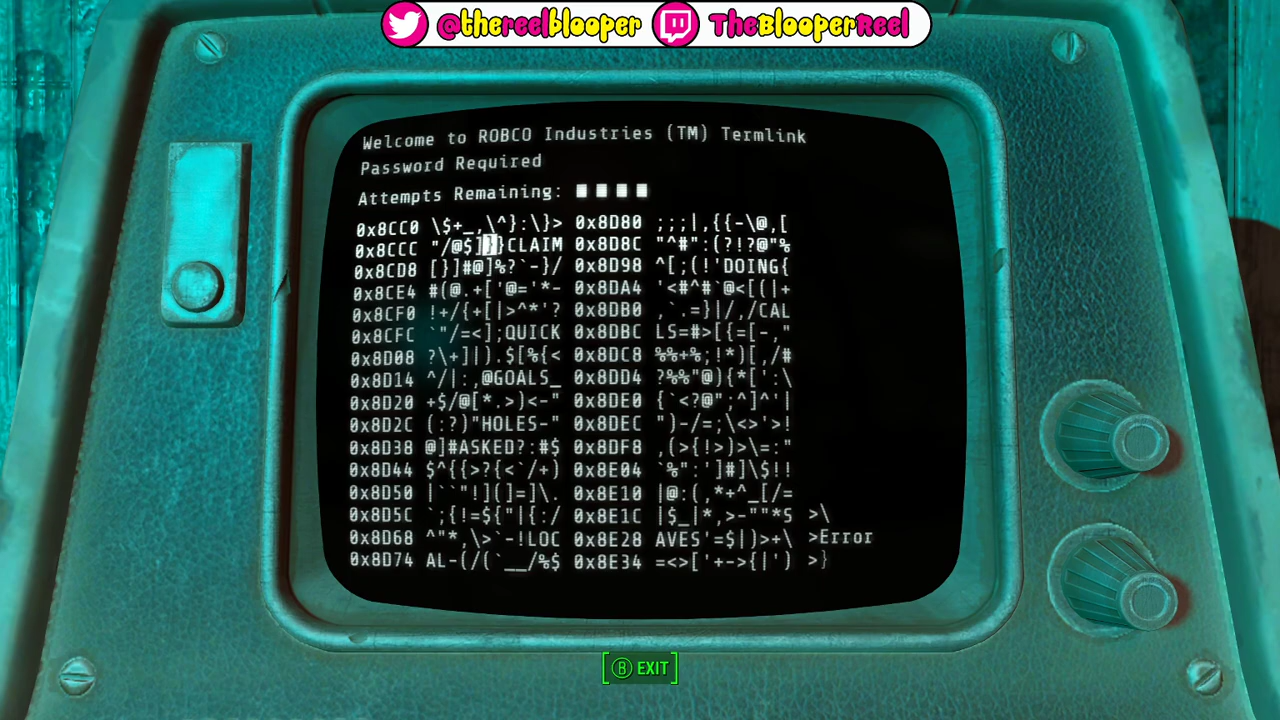 @thereelblooper TheBlooperReel
Welcome to ROBCO Industries (TM) Termlink
Password Required
Attempts Remaining: ■ ■ ■ ■
0x8CC0 \$+_,\^}:\}> 0x8D80 ;;;|,{{-\@,[
0x8CCC "/@$]}}CLAIM 0x8D8C "^#":(?!?@"%
0x8CD8 [}]#@]%?`-}/ 0x8D98 ^[;(!'DOING{
0x8CE4 #(@.+['@='*- 0x8DA4 '<#^#`@<[(|+
0x8CF0 !+/{+[|>^*'? 0x8DB0 ,`.=}|/,/CAL
0x8CFC `"/=<];QUICK 0x8DBC LS=#>[{=[-,"
0x8D08 ?\+]|).$[%{< 0x8DC8 %%+%;!*)[,/#
0x8D14 ^/|:,@GOALS_ 0x8DD4 ?%%"@){*[':\
0x8D20 +$/@[*.>)<-" 0x8DE0 {`<?@";^]^'|
0x8D2C (:?)"HOLES-" 0x8DEC ")-/=;\<>'>!
0x8D38 @]#ASKED?:#$ 0x8DF8 ,(>{!>)>\=:"
0x8D44 $^{{>?{<`/+) 0x8E04 `%":']#]\$!!
0x8D50 |``"!](]=]\. 0x8E10 |@:(,*+^_[/=
0x8D5C `;{!=${"|{:/ 0x8E1C |$_|*,>-""*S >\
0x8D68 ^"*,\>`-!LOC 0x8E28 AVES'=$|)>+\ >Error
0x8D74 AL-(/(`__/%$ 0x8E34 =<>['+->{|') >}
B EXIT